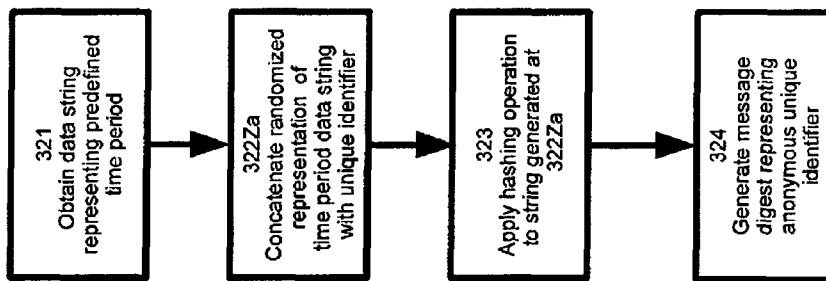 321
Obtain data string
representing predefined
time period
322Za
Concatenate randomized
representation of
time period data string
with unique identifier
323
Apply hashing operation
to string generated at
322Za
324
Generate message
digest representing
anonymous unique
identifier